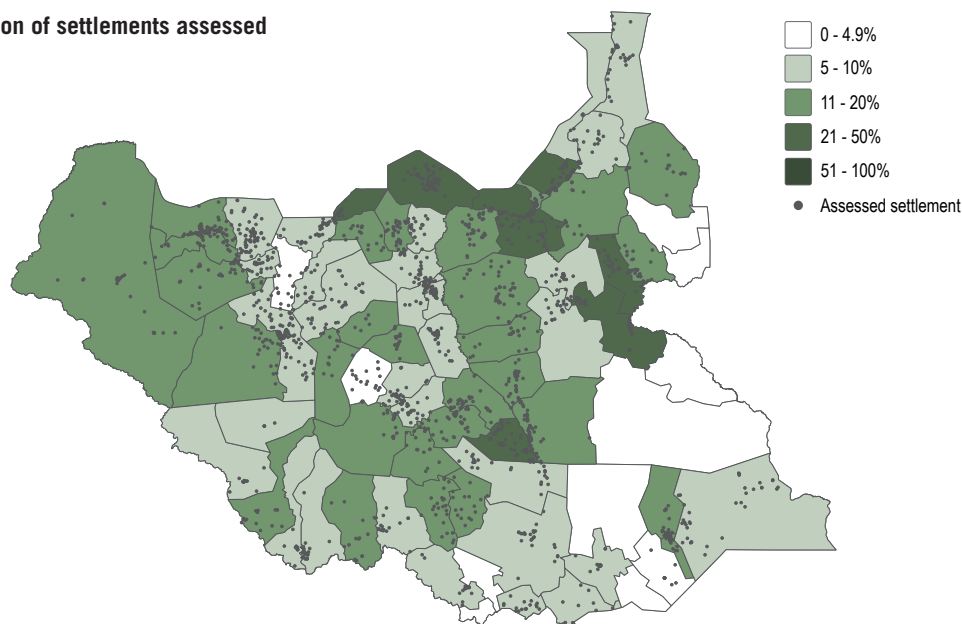 on of settlements assessed
0 - 4.9%
5 - 10%
11 - 20%
21 - 50%
51 - 100%
Assessed settlement